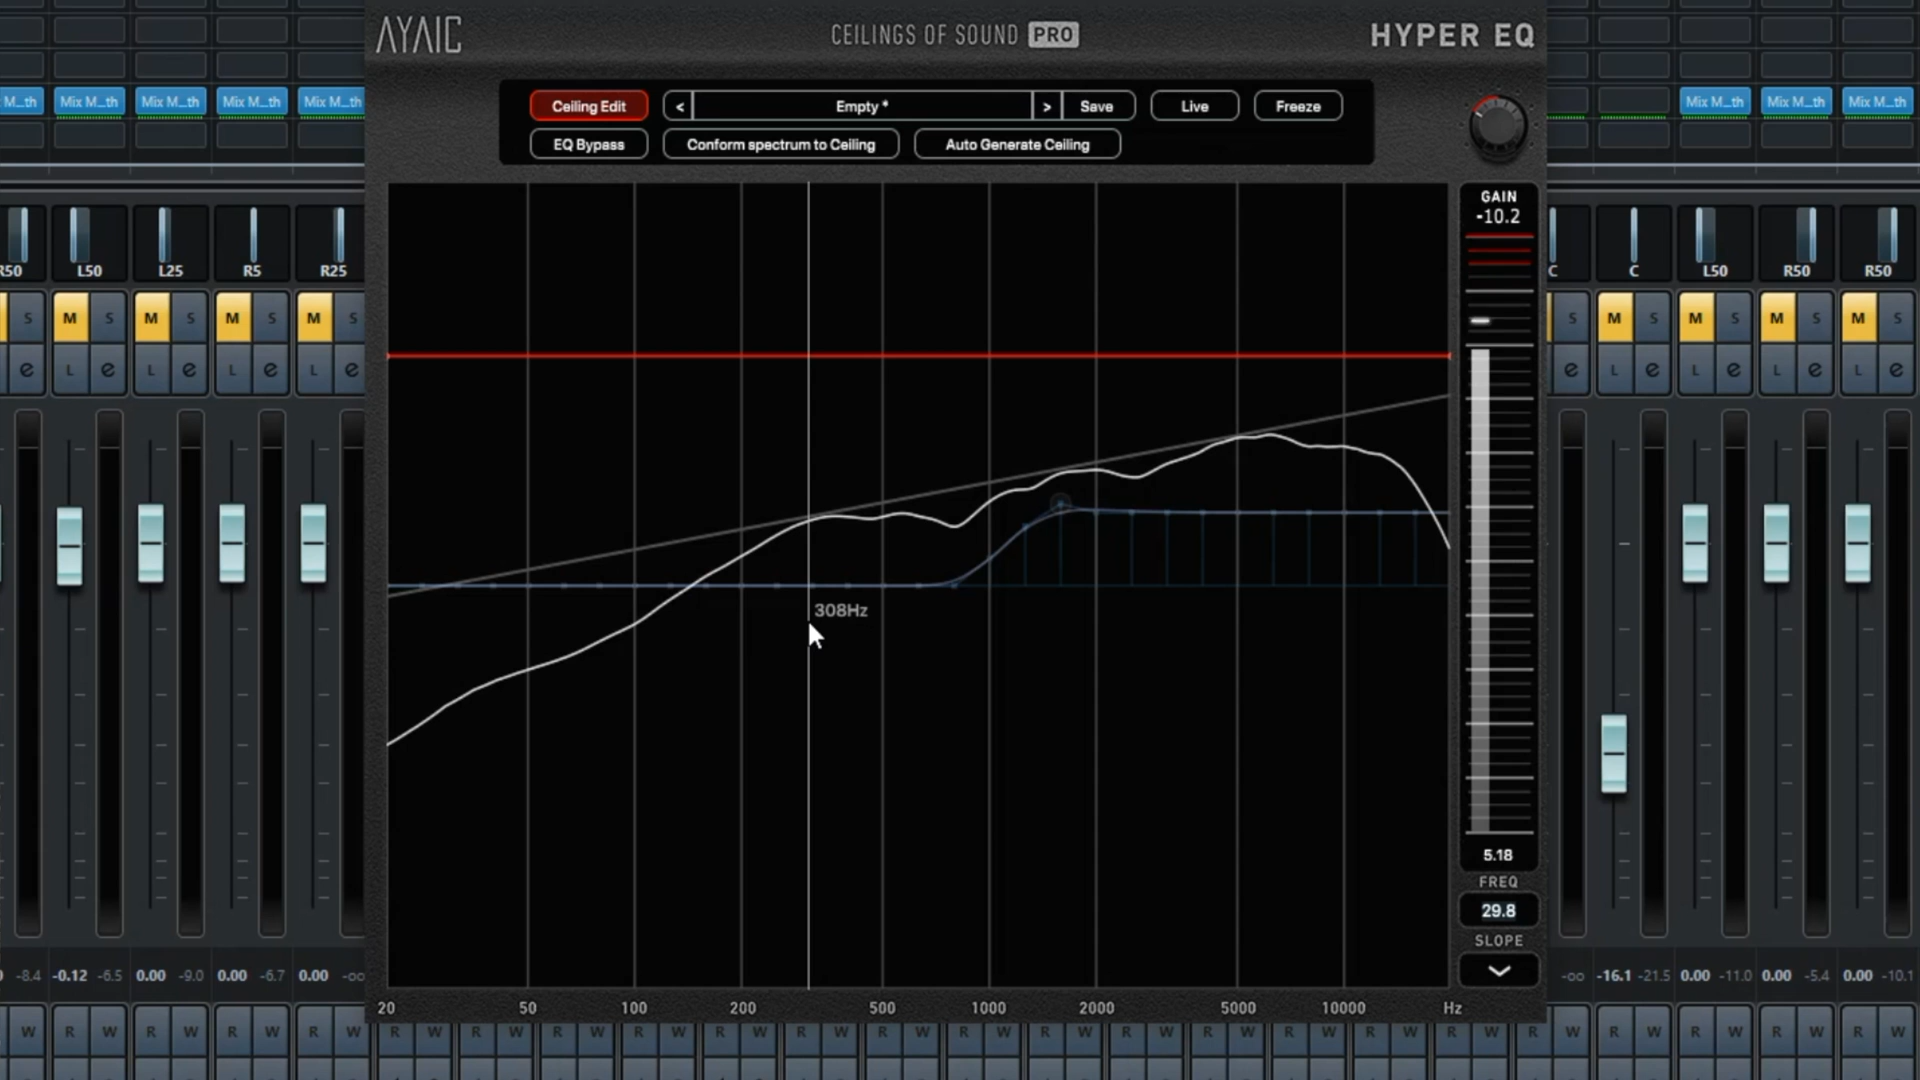 AYAIC CEILINGS OF SOUND PRO HYPER EQ
Ceiling Edit < Empty * > Save Live Freeze
EQ Bypass Conform spectrum to Ceiling Auto Generate Ceiling
M...th Mix M...th Mix M...th Mix M...th Mix M...th Mix M...th Mix M...th Mix M...th
GAIN
-10.2
R50 L50 L25 R5 R25 C C L50 R50 R50
S M S M S M S M S S M S M S M S M S
e L e L e L e L e e L e L e L e L e
308Hz
5.18
FREQ
29.8
SLOPE
-8.4 -0.12 -6.5 0.00 -9.0 0.00 -6.7 0.00 -oo -oo -16.1 -21.5 0.00 -11.0 0.00 -5.4 0.00 -10.1
20 50 100 200 500 1000 2000 5000 10000 Hz
W R W R W R W R W R W R W R W R W R W R W R W R W R W R W R W R W R W R W R W R W R W R W R W